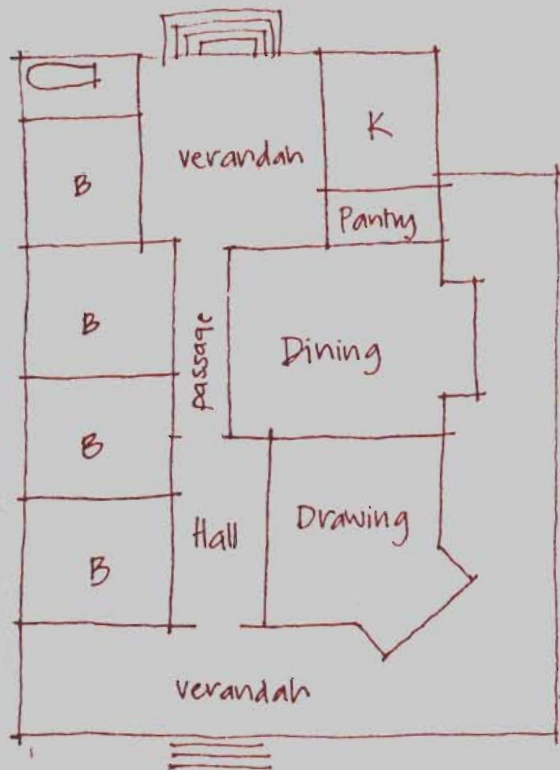 K
verandah
B
Pantry
B
passage
Dining
B
Drawing
Hall
B
verandah